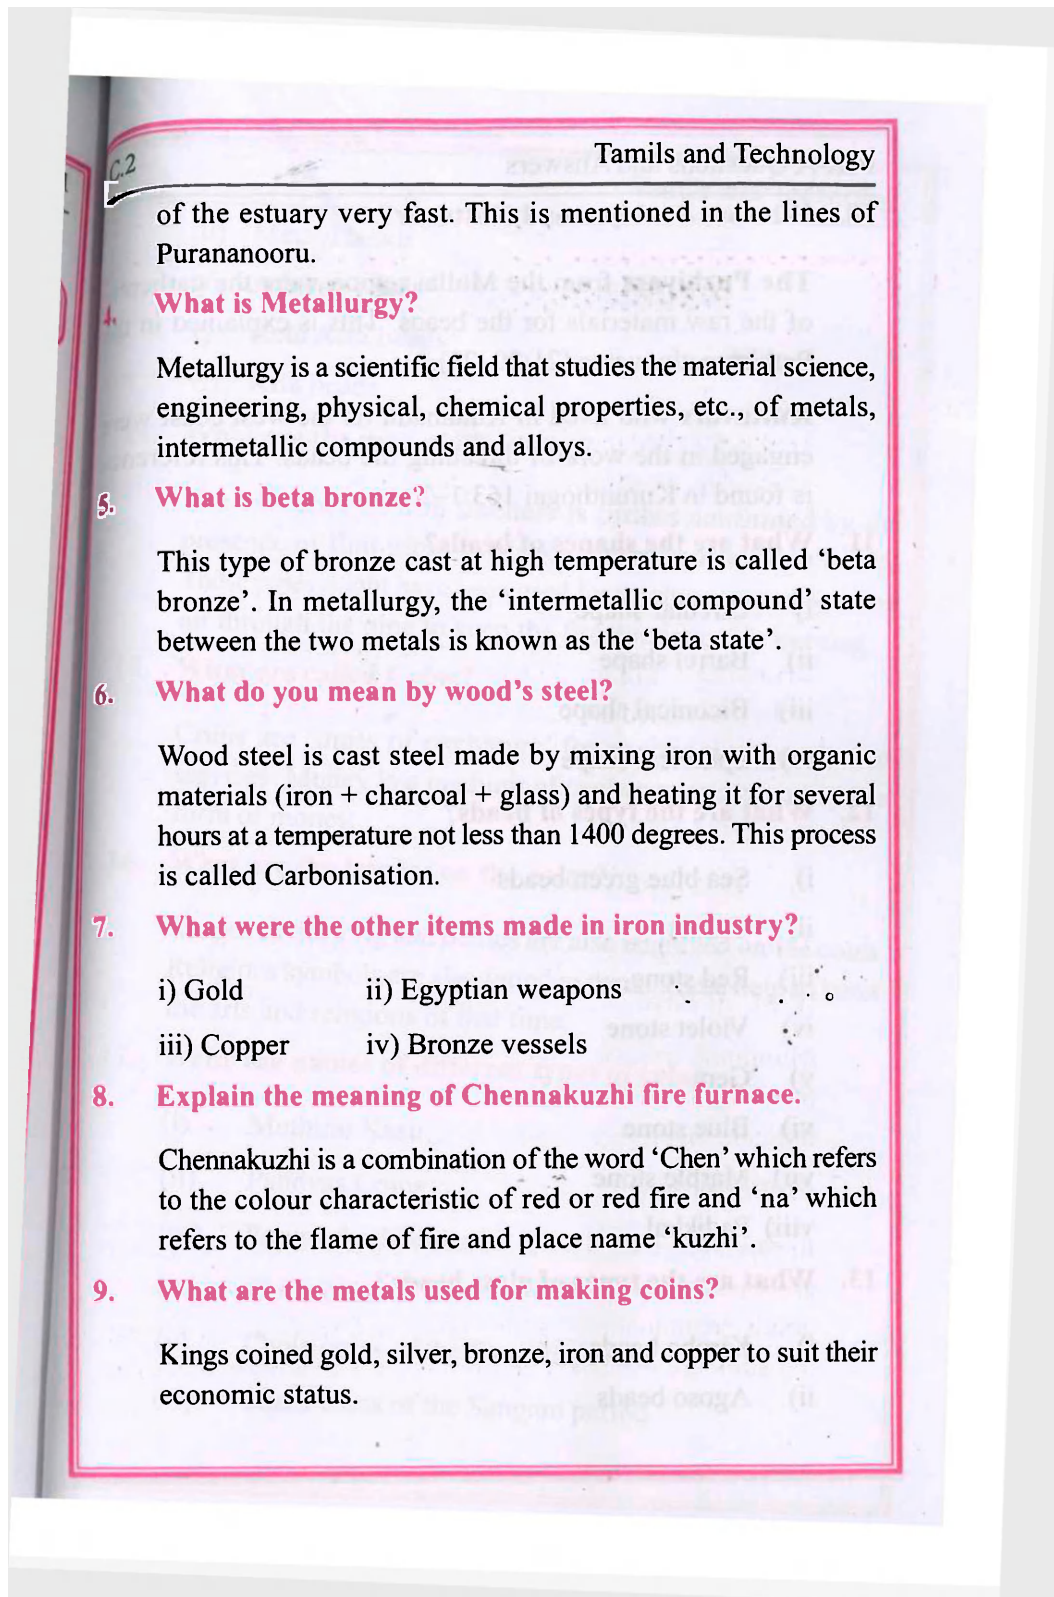 C.2
Tamils and Technology
of the estuary very fast. This is mentioned in the lines of
Purananooru.
4. What is Metallurgy?
Metallurgy is a scientific field that studies the material science,
engineering, physical, chemical properties, etc., of metals,
intermetallic compounds and alloys.
5. What is beta bronze?
This type of bronze cast at high temperature is called ‘beta
bronze’. In metallurgy, the ‘intermetallic compound’ state
between the two metals is known as the ‘beta state’.
6. What do you mean by wood’s steel?
Wood steel is cast steel made by mixing iron with organic
materials (iron + charcoal + glass) and heating it for several
hours at a temperature not less than 1400 degrees. This process
is called Carbonisation.
7. What were the other items made in iron industry?
i) Gold ii) Egyptian weapons
iii) Copper iv) Bronze vessels
8. Explain the meaning of Chennakuzhi fire furnace.
Chennakuzhi is a combination of the word ‘Chen’ which refers
to the colour characteristic of red or red fire and ‘na’ which
refers to the flame of fire and place name ‘kuzhi’.
9. What are the metals used for making coins?
Kings coined gold, silver, bronze, iron and copper to suit their
economic status.